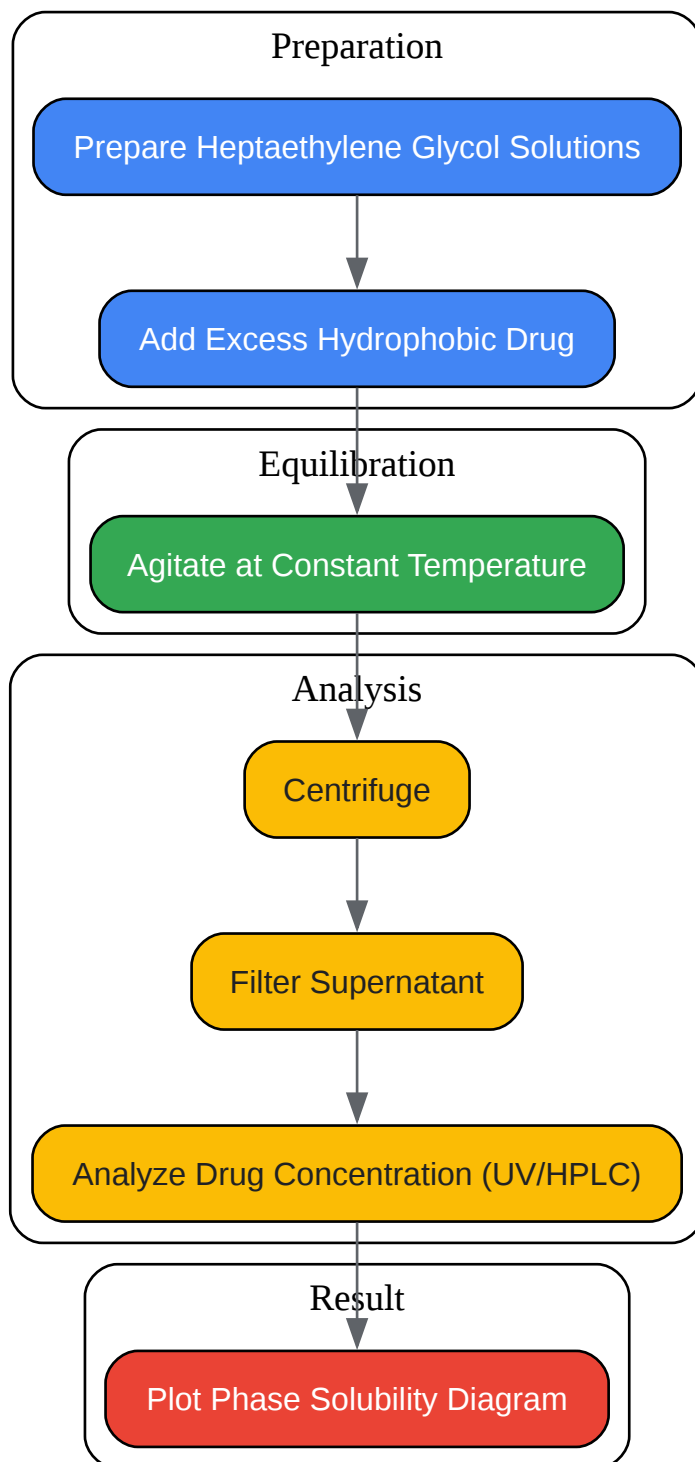 Preparation
Prepare Heptaethylene Glycol Solutions
Add Excess Hydrophobic Drug
Equilibration
Agitate at Constant Temperature
Analysis
Centrifuge
Filter Supernatant
Analyze Drug Concentration (UV/HPLC)
Result
Plot Phase Solubility Diagram